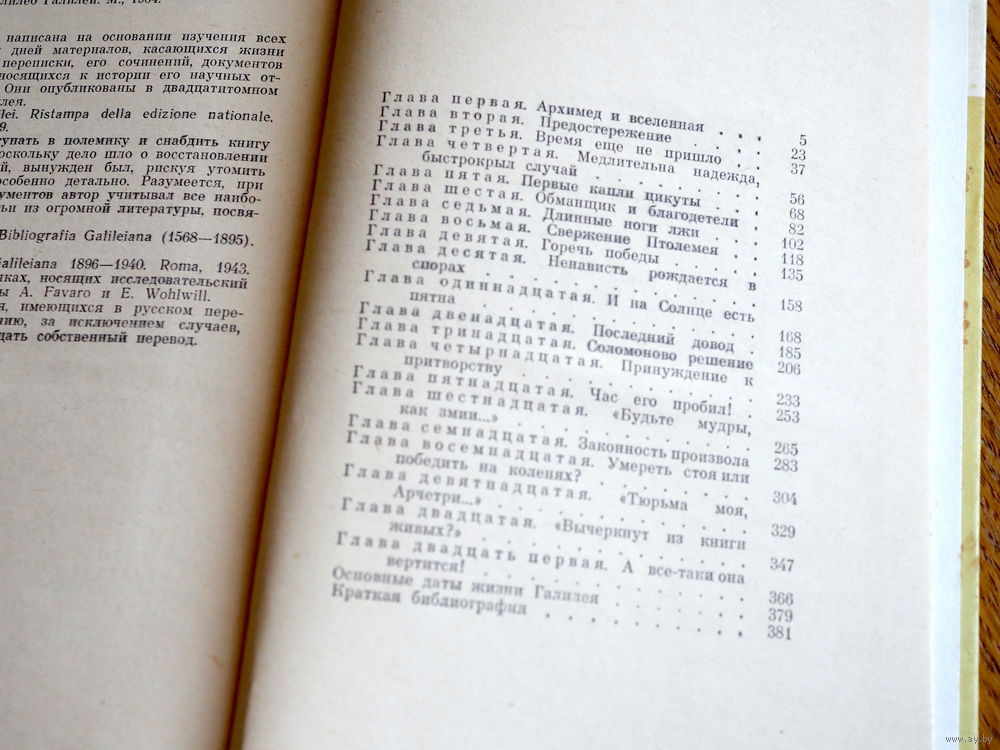 написана на основании изучения всех
дней материалов, касающихся жизни
переписки, его сочинений, документов
носящихся к истории его научных от-
Они опубликованы в двадцатитомном
лея.
lei. Ristampa della edizione nationale.
9.
тупать в полемику и снабдить книгу
оскольку дело шло о восстановлении
й, вынужден был, рискуя утомить
особенно детально. Разумеется, при
ументов автор учитывал все наибо-
ьи из огромной литературы, посвя-
Bibliografia Galileiana (1568—1895).
Galileiana 1896—1940. Roma, 1943.
иках, носящих исследовательский
ы A. Favaro и E. Wohlwill.
я, имеющихся в русском пере-
нию, за исключением случаев,
дать собственный перевод.
Глава первая. Архимед и вселенная . . . 5
Глава вторая. Предостережение . . . . 23
Глава третья. Время еще не пришло . . 37
Глава четвертая. Медлительна надежда,
быстрокрыл случай . . . . . . . . 56
Глава пятая. Первые капли цикуты . . . 68
Глава шестая. Обманщик и благодетели . 82
Глава седьмая. Длинные ноги лжи . . . 102
Глава восьмая. Свержение Птолемея . . 118
Глава девятая. Горечь победы . . . . . 135
Глава десятая. Ненависть рождается в
спорах . . . . . . . . . . . . . 158
Глава одиннадцатая. И на Солнце есть
пятна . . . . . . . . . . . . . 168
Глава двенадцатая. Последний довод . 185
Глава тринадцатая. Соломоново решение 206
Глава четырнадцатая. Принуждение к
притворству . . . . . . . . . . 233
Глава пятнадцатая. Час его пробил! . 253
Глава шестнадцатая. «Будьте мудры,
как змии...» . . . . . . . . . . . 265
Глава семнадцатая. Законность произвола 283
Глава восемнадцатая. Умереть стоя или
победить на коленях? . . . . . . . 304
Глава девятнадцатая. «Тюрьма моя,
Арчетри...» . . . . . . . . . . . 329
Глава двадцатая. «Вычеркнут из книги
живых?» . . . . . . . . . . . . 347
Глава двадцать первая. А все-таки она
вертится! . . . . . . . . . . . . 366
Основные даты жизни Галилея . . . . . . 379
Краткая библиография . . . . . . . . . 381
www.ay.by